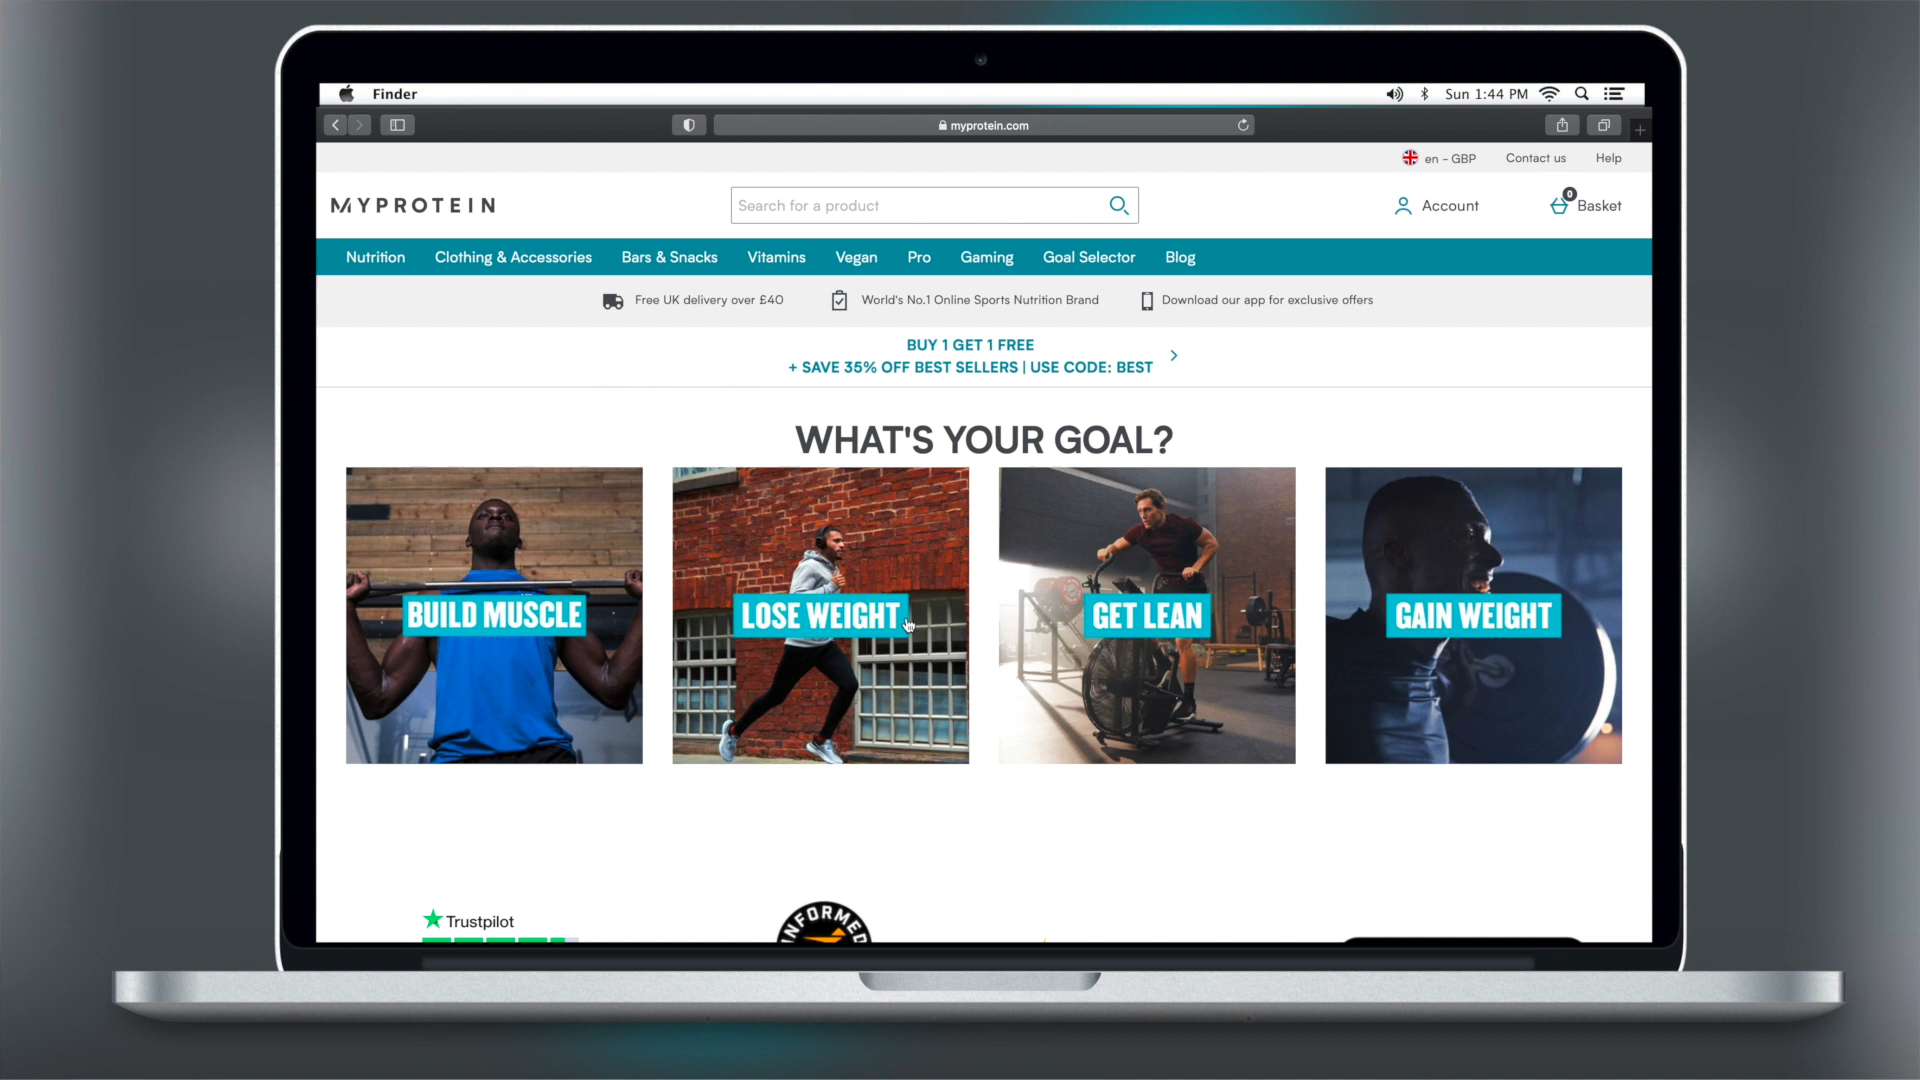 Finder
Sun 1:44 PM
myprotein.com
en - GBP Contact us Help
MYPROTEIN
Search for a product
Account
0
Basket
Nutrition Clothing & Accessories Bars & Snacks Vitamins Vegan Pro Gaming Goal Selector Blog
Free UK delivery over £40 World's No.1 Online Sports Nutrition Brand Download our app for exclusive offers
BUY 1 GET 1 FREE
+ SAVE 35% OFF BEST SELLERS | USE CODE: BEST
WHAT'S YOUR GOAL?
BUILD MUSCLE LOSE WEIGHT GET LEAN GAIN WEIGHT
Trustpilot
INFORMED